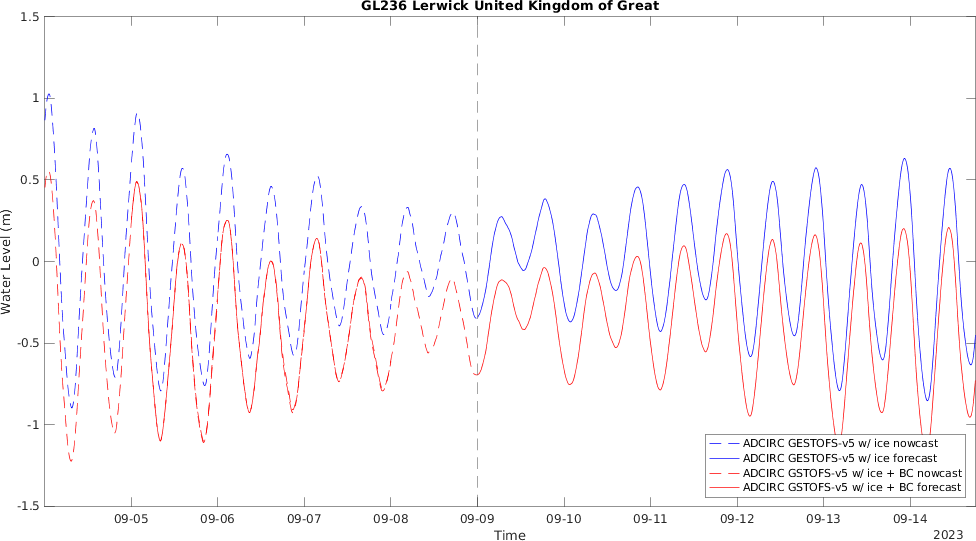 GL236 Lerwick United Kingdom of Great
1.5
1
0.5
0
-0.5
-1
-1.5
Water Level (m)
ADCIRC GESTOFS-v5 w/ ice nowcast
ADCIRC GESTOFS-v5 w/ ice forecast
ADCIRC GSTOFS-v5 w/ ice + BC nowcast
ADCIRC GSTOFS-v5 w/ ice + BC forecast
09-05 09-06 09-07 09-08 09-09 09-10 09-11 09-12 09-13 09-14
Time
2023